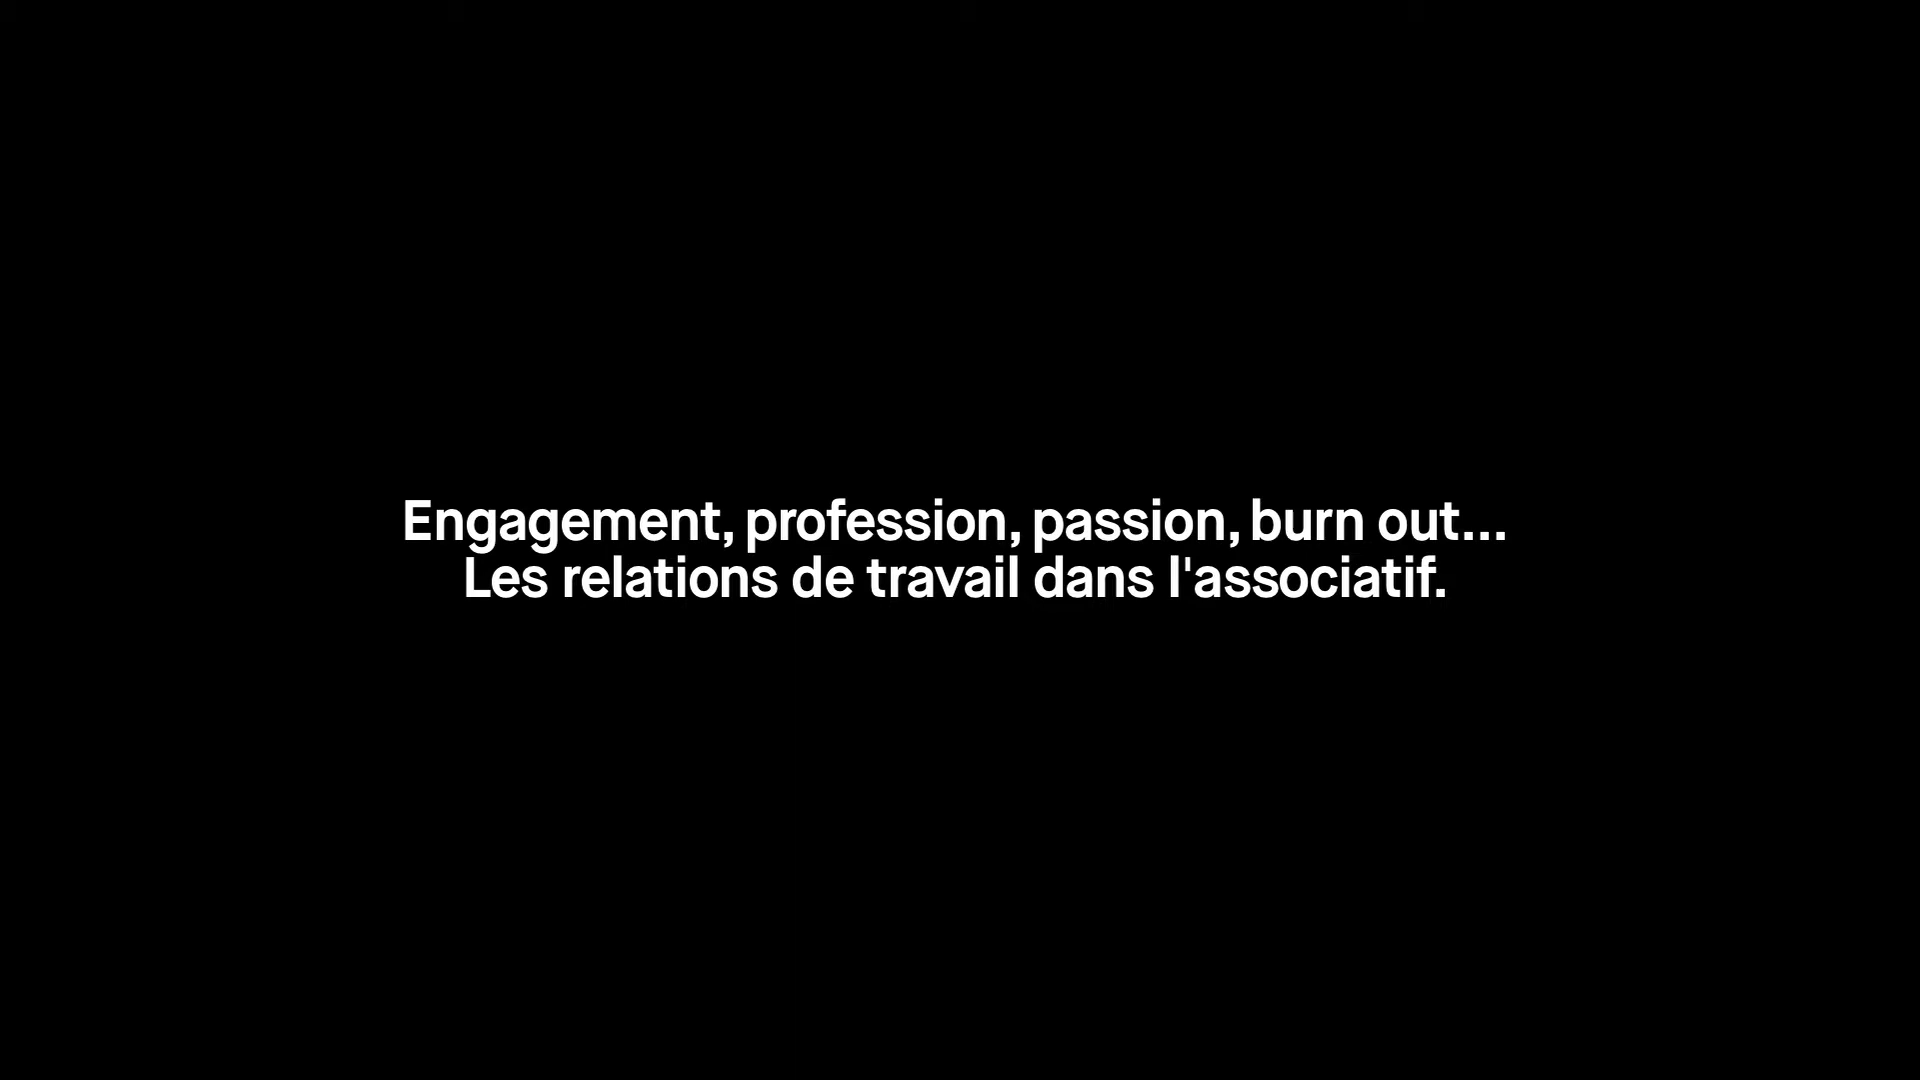 Engagement, profession, passion, burn out...
Les relations de travail dans l'associatif.